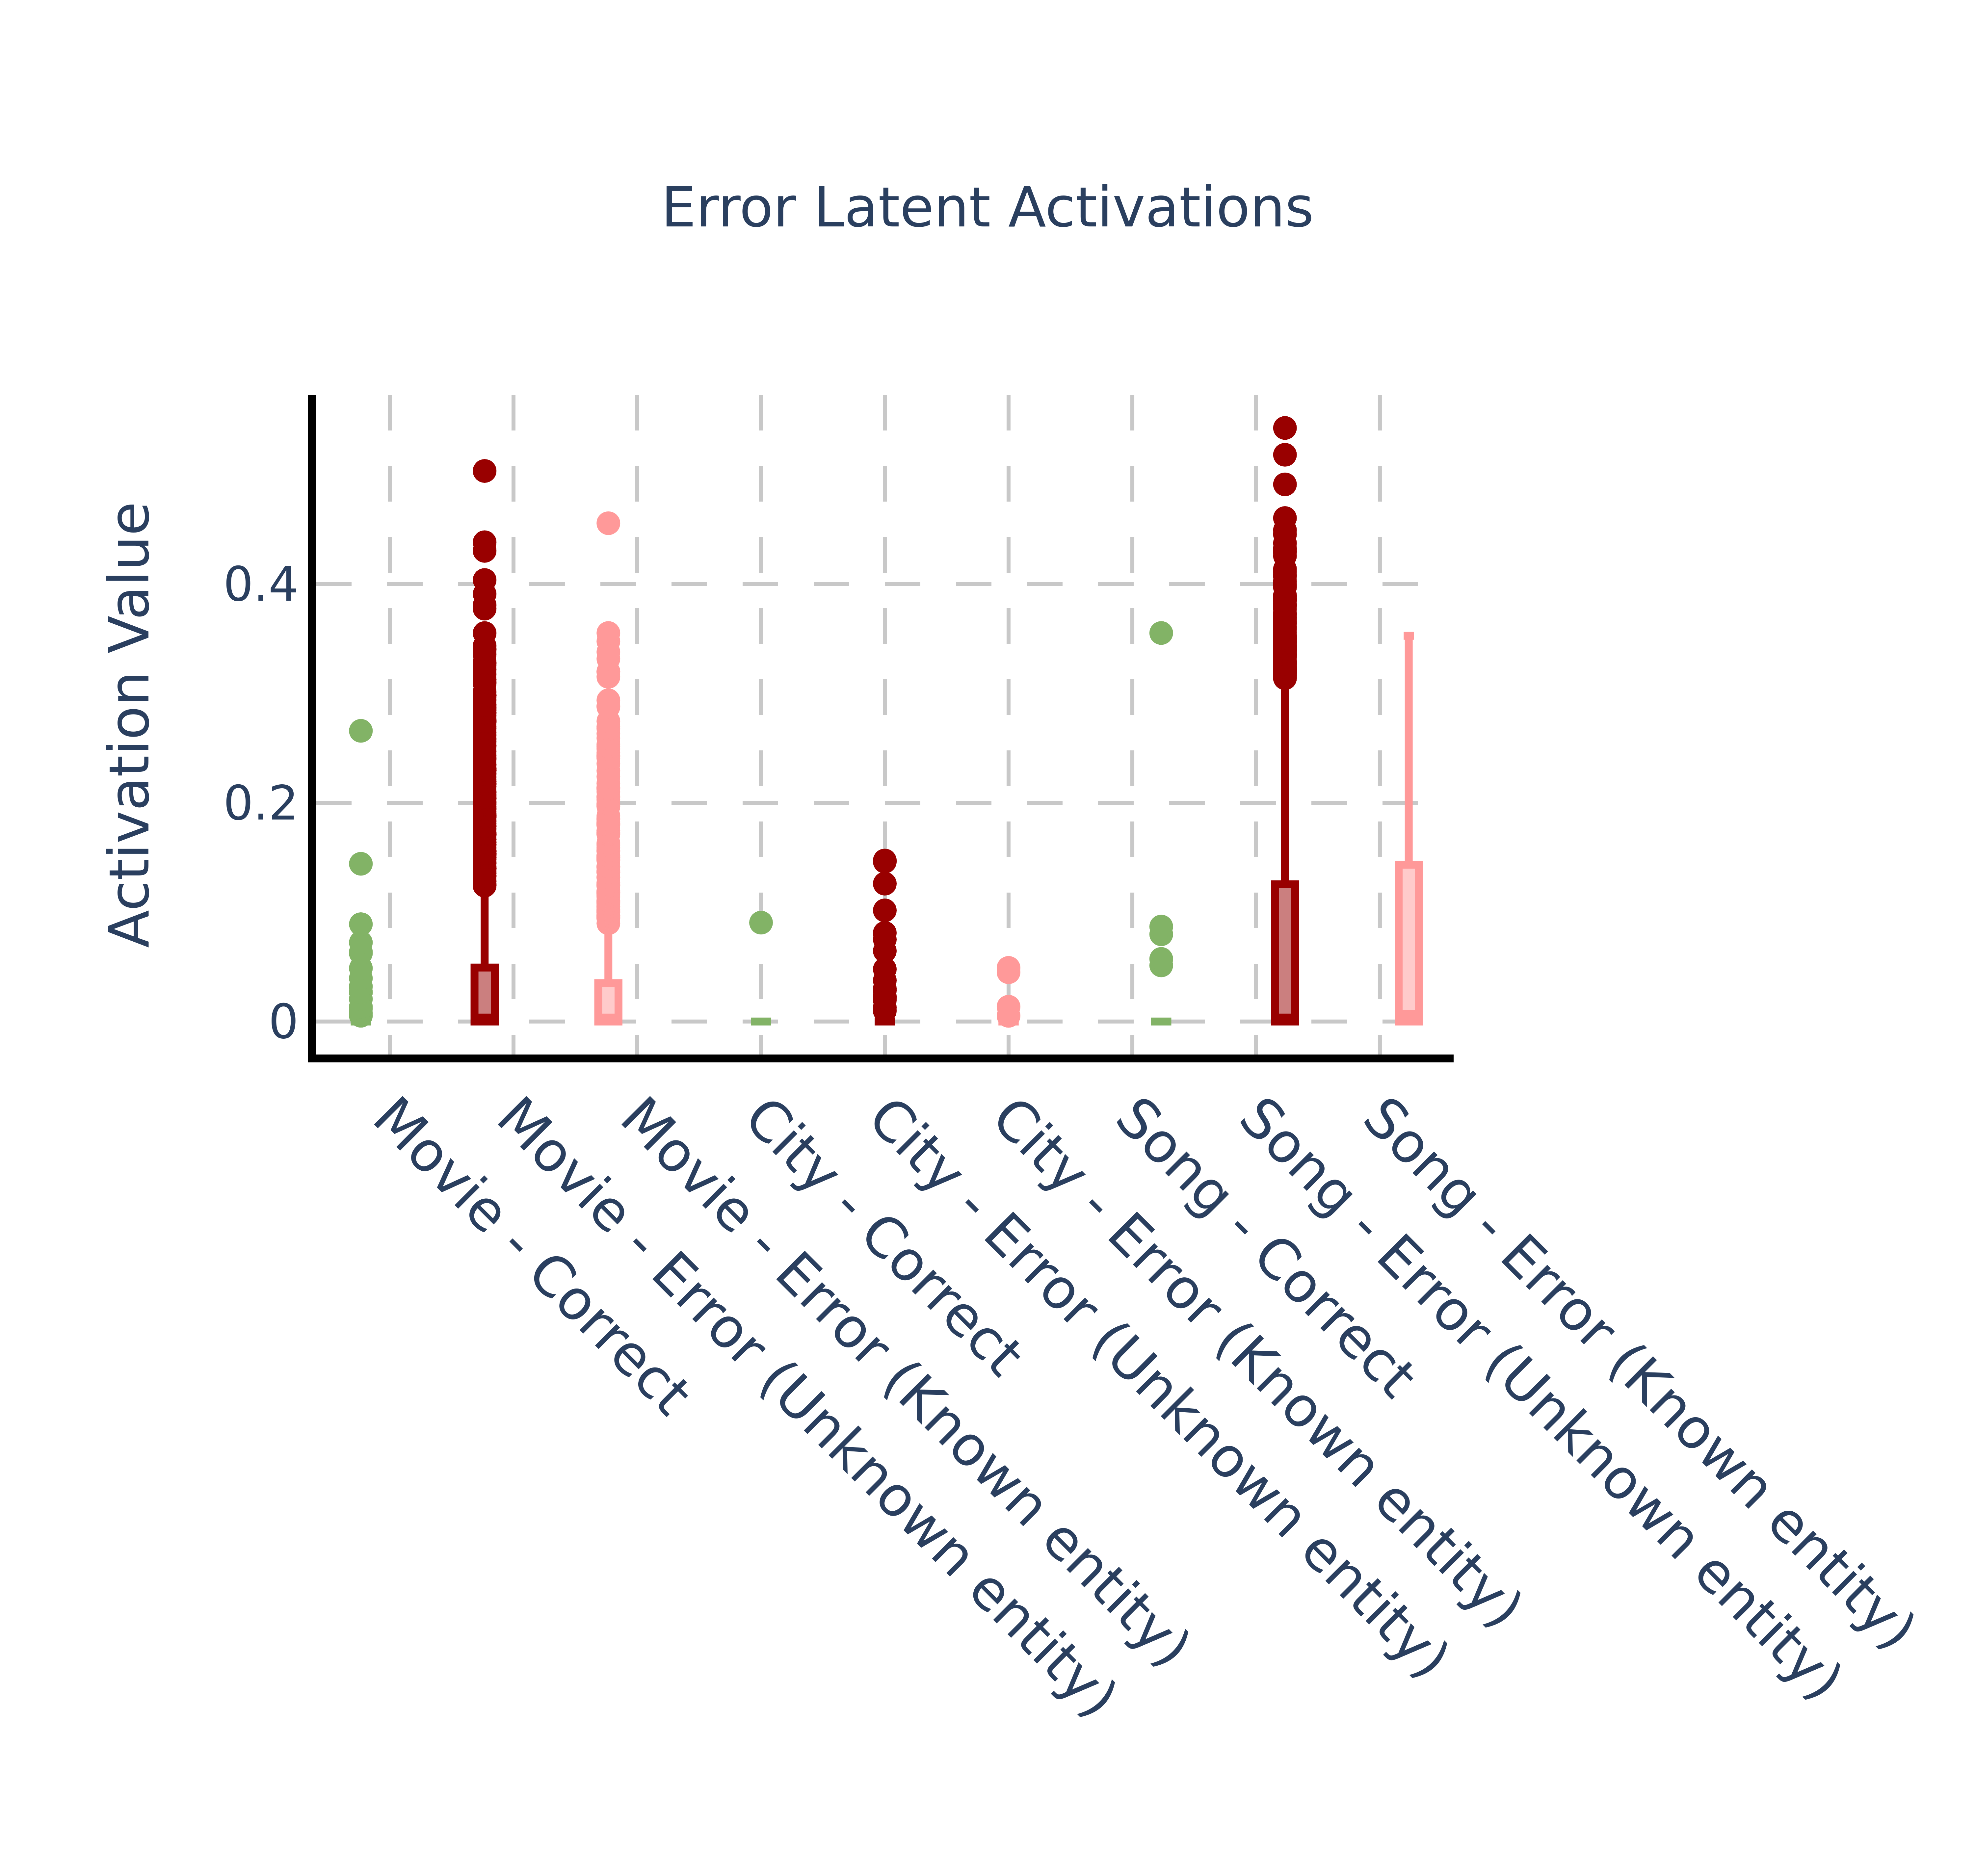 Error Latent Activations
Activation Value
0.4
0.2
0
Movie - Correct
Movie - Error (Unknown entity)
Movie - Error (Known entity)
City - Correct
City - Error (Unknown entity)
City - Error (Known entity)
Song - Correct
Song - Error (Unknown entity)
Song - Error (Known entity)